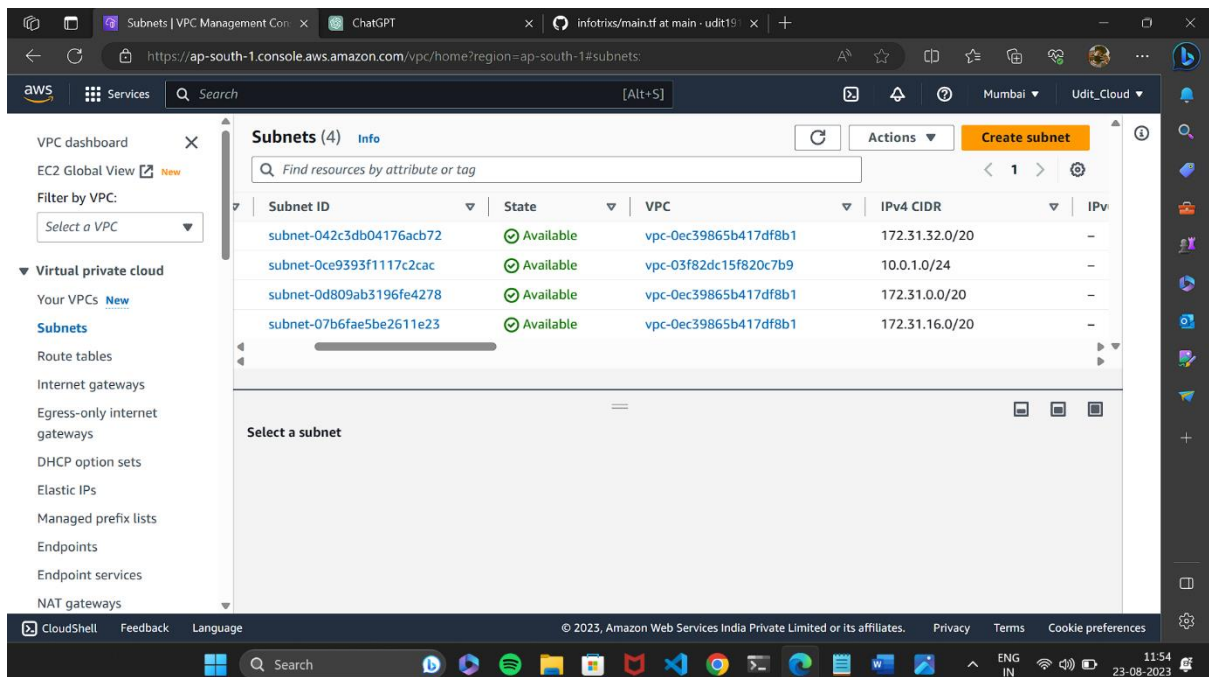 Subnets | VPC Management Con
ChatGPT
infotrixs/main.tf at main · udit191
https://ap-south-1.console.aws.amazon.com/vpc/home?region=ap-south-1#subnets:
aws
Services
Search
[Alt+S]
Mumbai
Udit_Cloud
VPC dashboard
EC2 Global View New
Filter by VPC:
Select a VPC
Virtual private cloud
Your VPCs New
Subnets
Route tables
Internet gateways
Egress-only internet
gateways
DHCP option sets
Elastic IPs
Managed prefix lists
Endpoints
Endpoint services
NAT gateways
Subnets (4) Info
Actions
Create subnet
Find resources by attribute or tag
1
Subnet ID State VPC IPv4 CIDR IPv
subnet-042c3db04176acb72 Available vpc-0ec39865b417df8b1 172.31.32.0/20 –
subnet-0ce9393f1117c2cac Available vpc-03f82dc15f820c7b9 10.0.1.0/24 –
subnet-0d809ab3196fe4278 Available vpc-0ec39865b417df8b1 172.31.0.0/20 –
subnet-07b6fae5be2611e23 Available vpc-0ec39865b417df8b1 172.31.16.0/20 –
Select a subnet
CloudShell Feedback Language © 2023, Amazon Web Services India Private Limited or its affiliates. Privacy Terms Cookie preferences
Search
ENG
IN
11:54
23-08-2023